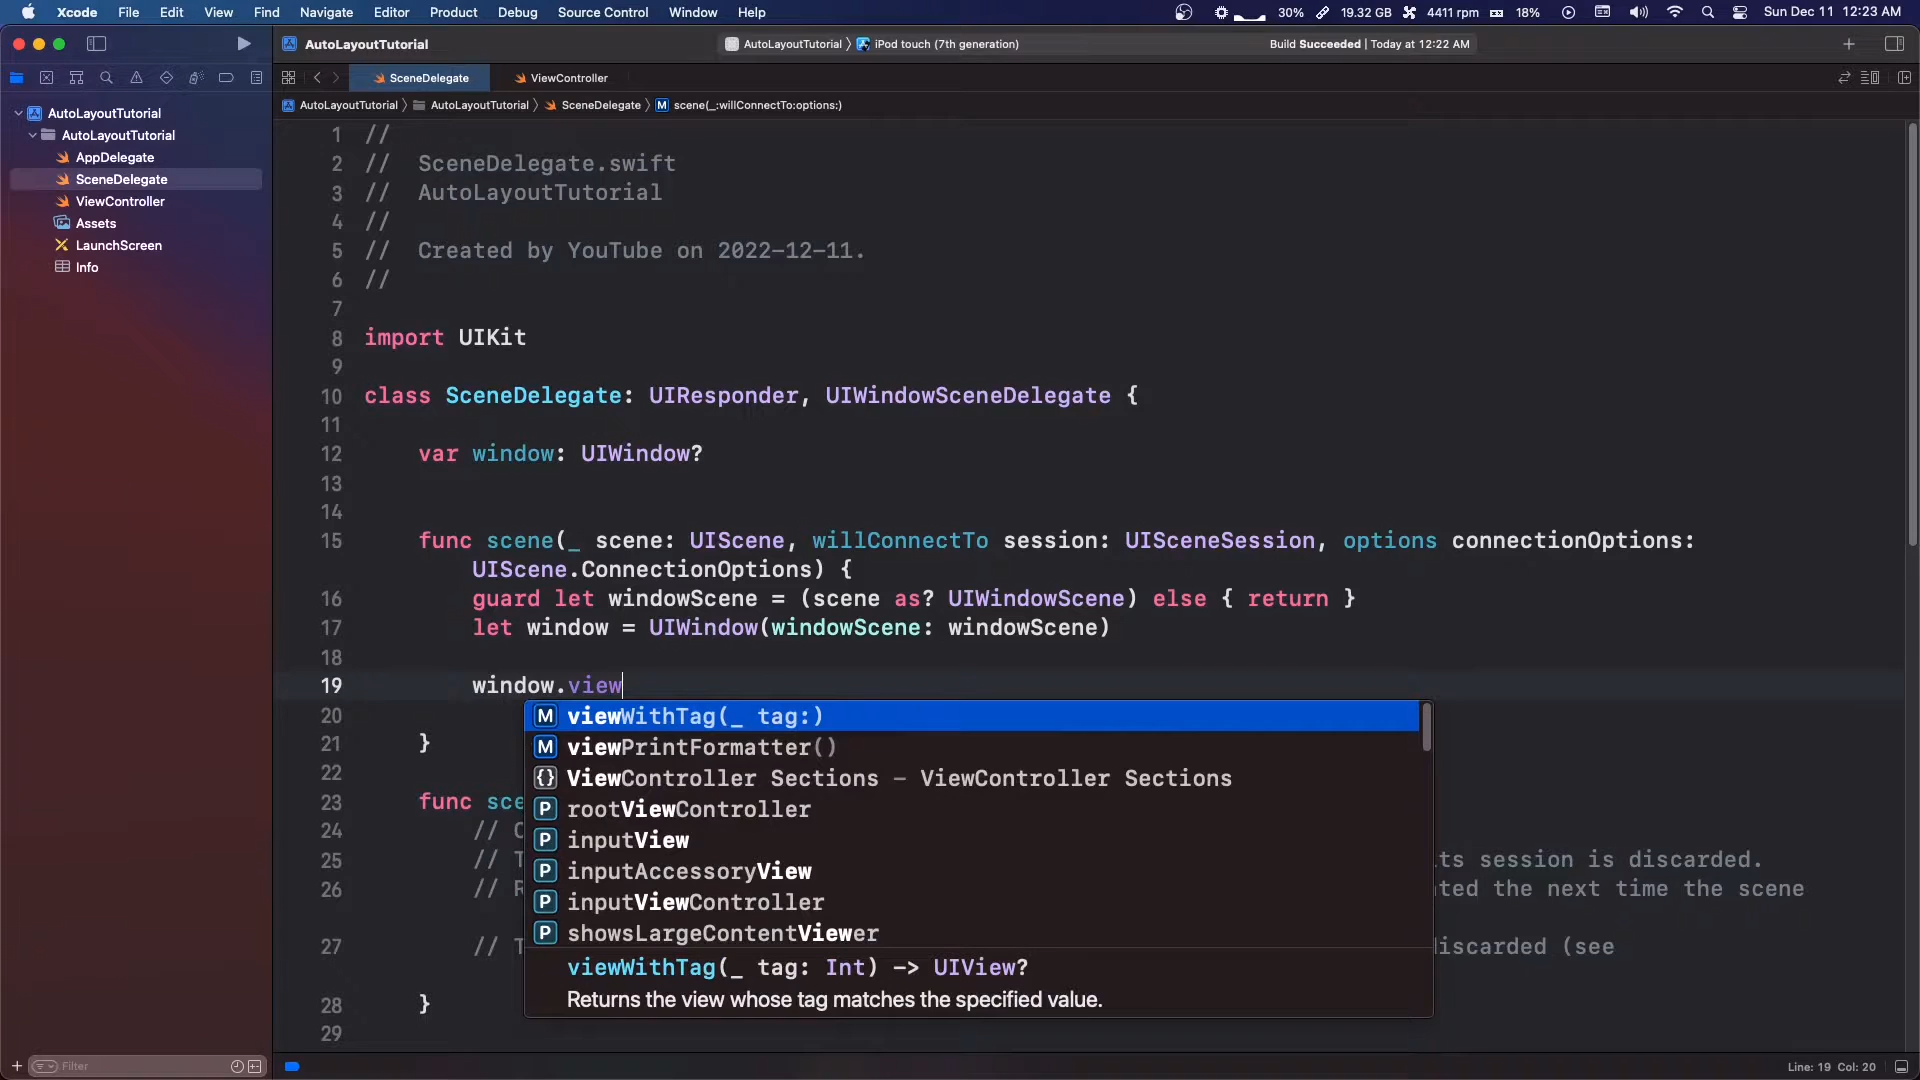 Xcode File Edit View Find Navigate Editor Product Debug Source Control Window Help 30% 19.32 GB 4411 rpm 18% Sun Dec 11 12:23 AM
AutoLayoutTutorial AutoLayoutTutorial iPod touch (7th generation) Build Succeeded | Today at 12:22 AM
SceneDelegate ViewController
AutoLayoutTutorial AutoLayoutTutorial SceneDelegate M scene(_:willConnectTo:options:)
AutoLayoutTutorial
AutoLayoutTutorial
AppDelegate
SceneDelegate
ViewController
Assets
LaunchScreen
Info
Filter
1 //
2 // SceneDelegate.swift
3 // AutoLayoutTutorial
4 //
5 // Created by YouTube on 2022-12-11.
6 //
7
8 import UIKit
9
10 class SceneDelegate: UIResponder, UIWindowSceneDelegate {
11
12 var window: UIWindow?
13
14
15 func scene(_ scene: UIScene, willConnectTo session: UISceneSession, options connectionOptions:
UIScene.ConnectionOptions) {
16 guard let windowScene = (scene as? UIWindowScene) else { return }
17 let window = UIWindow(windowScene: windowScene)
18
19 window.view
20
21 }
22
23 func sce
24 // C
25 // T ts session is discarded.
26 // R ted the next time the scene
27 // T discarded (see
28 }
29
M viewWithTag(_ tag:)
M viewPrintFormatter()
{} ViewController Sections — ViewController Sections
P rootViewController
P inputView
P inputAccessoryView
P inputViewController
P showsLargeContentViewer
viewWithTag(_ tag: Int) -> UIView?
Returns the view whose tag matches the specified value.
Line: 19 Col: 20